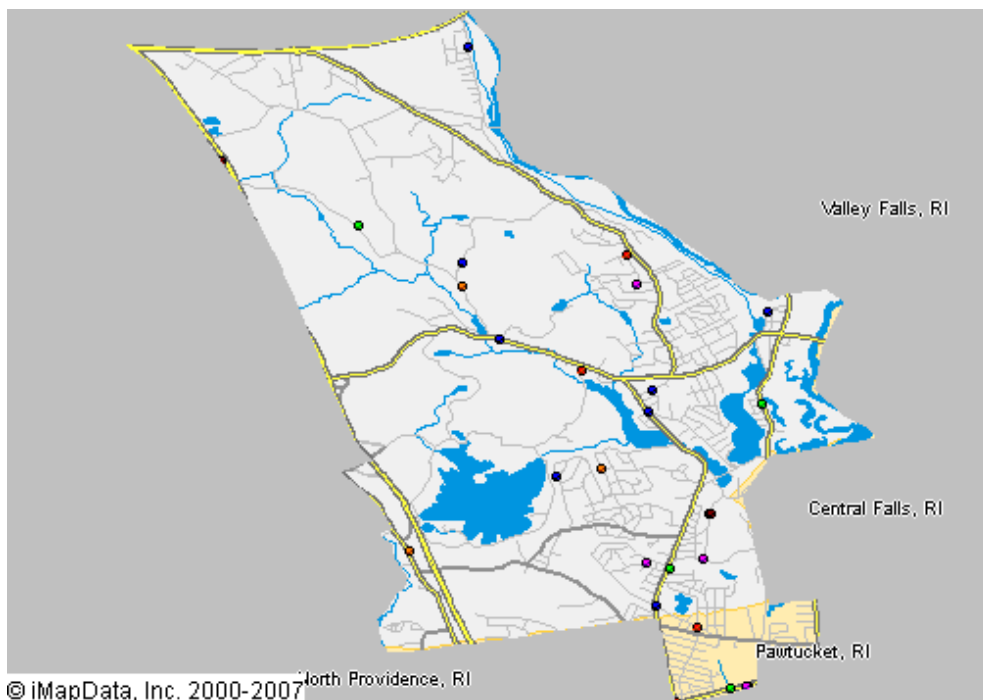 Valley Falls, RI
Central Falls, RI
Pawtucket, RI
North Providence, RI
© iMapData, Inc. 2000-2007